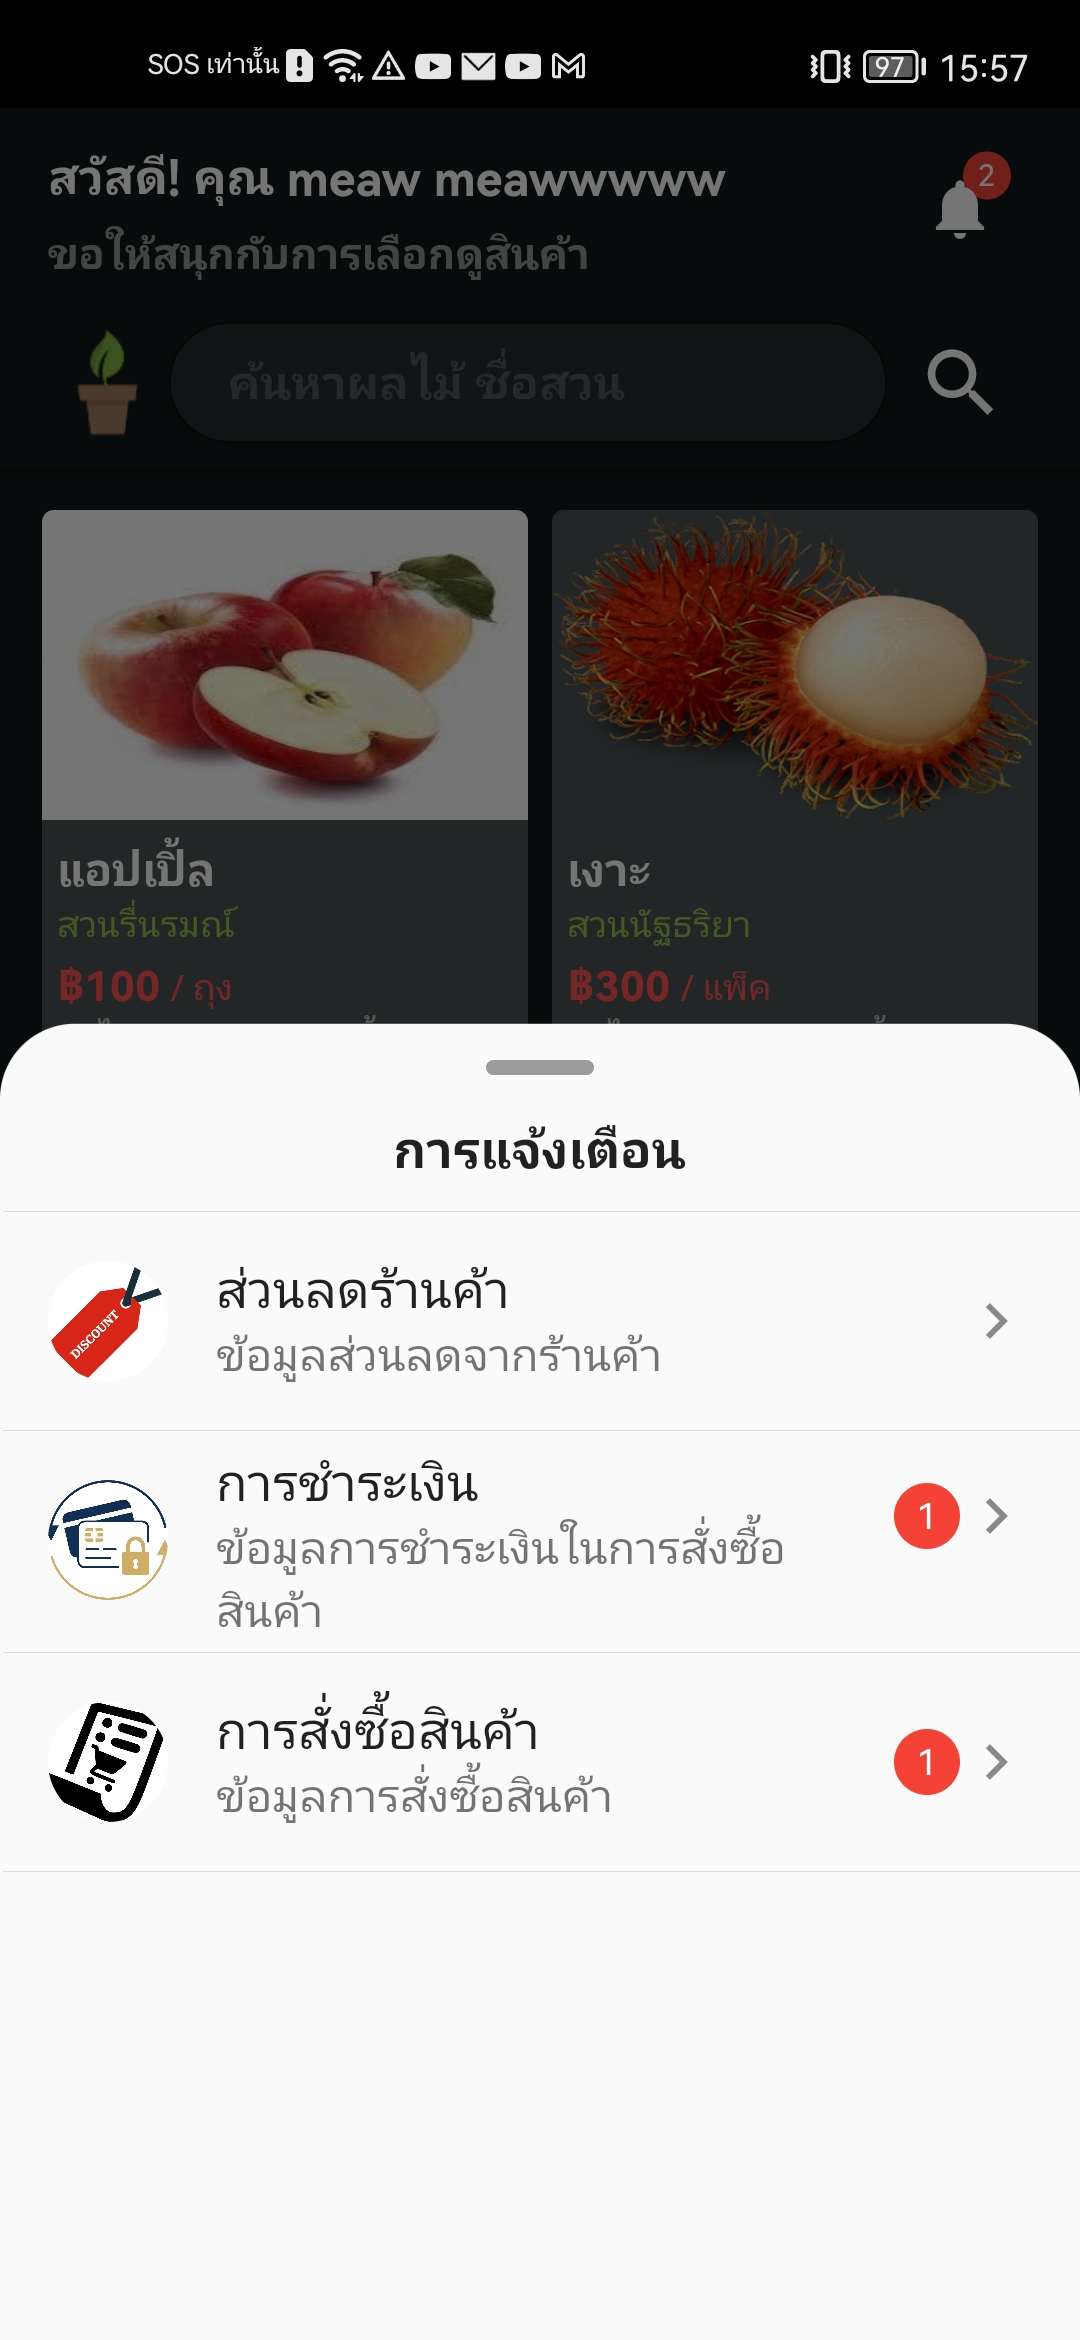 SOS เท่านั้น
97
15:57
สวัสดี! คุณ meaw meawwwww
2
ขอให้สนุกกับการเลือกดูสินค้า
ค้นหาผลไม้ ชื่อสวน
แอปเปิ้ล
สวนรื่นรมณ์
฿100 / ถุง
เงาะ
สวนนัฐธริยา
฿300 / แพ็ค
การแจ้งเตือน
DISCOUNT
ส่วนลดร้านค้า
ข้อมูลส่วนลดจากร้านค้า
การชำระเงิน
ข้อมูลการชำระเงินในการสั่งซื้อ
สินค้า
1
การสั่งซื้อสินค้า
ข้อมูลการสั่งซื้อสินค้า
1